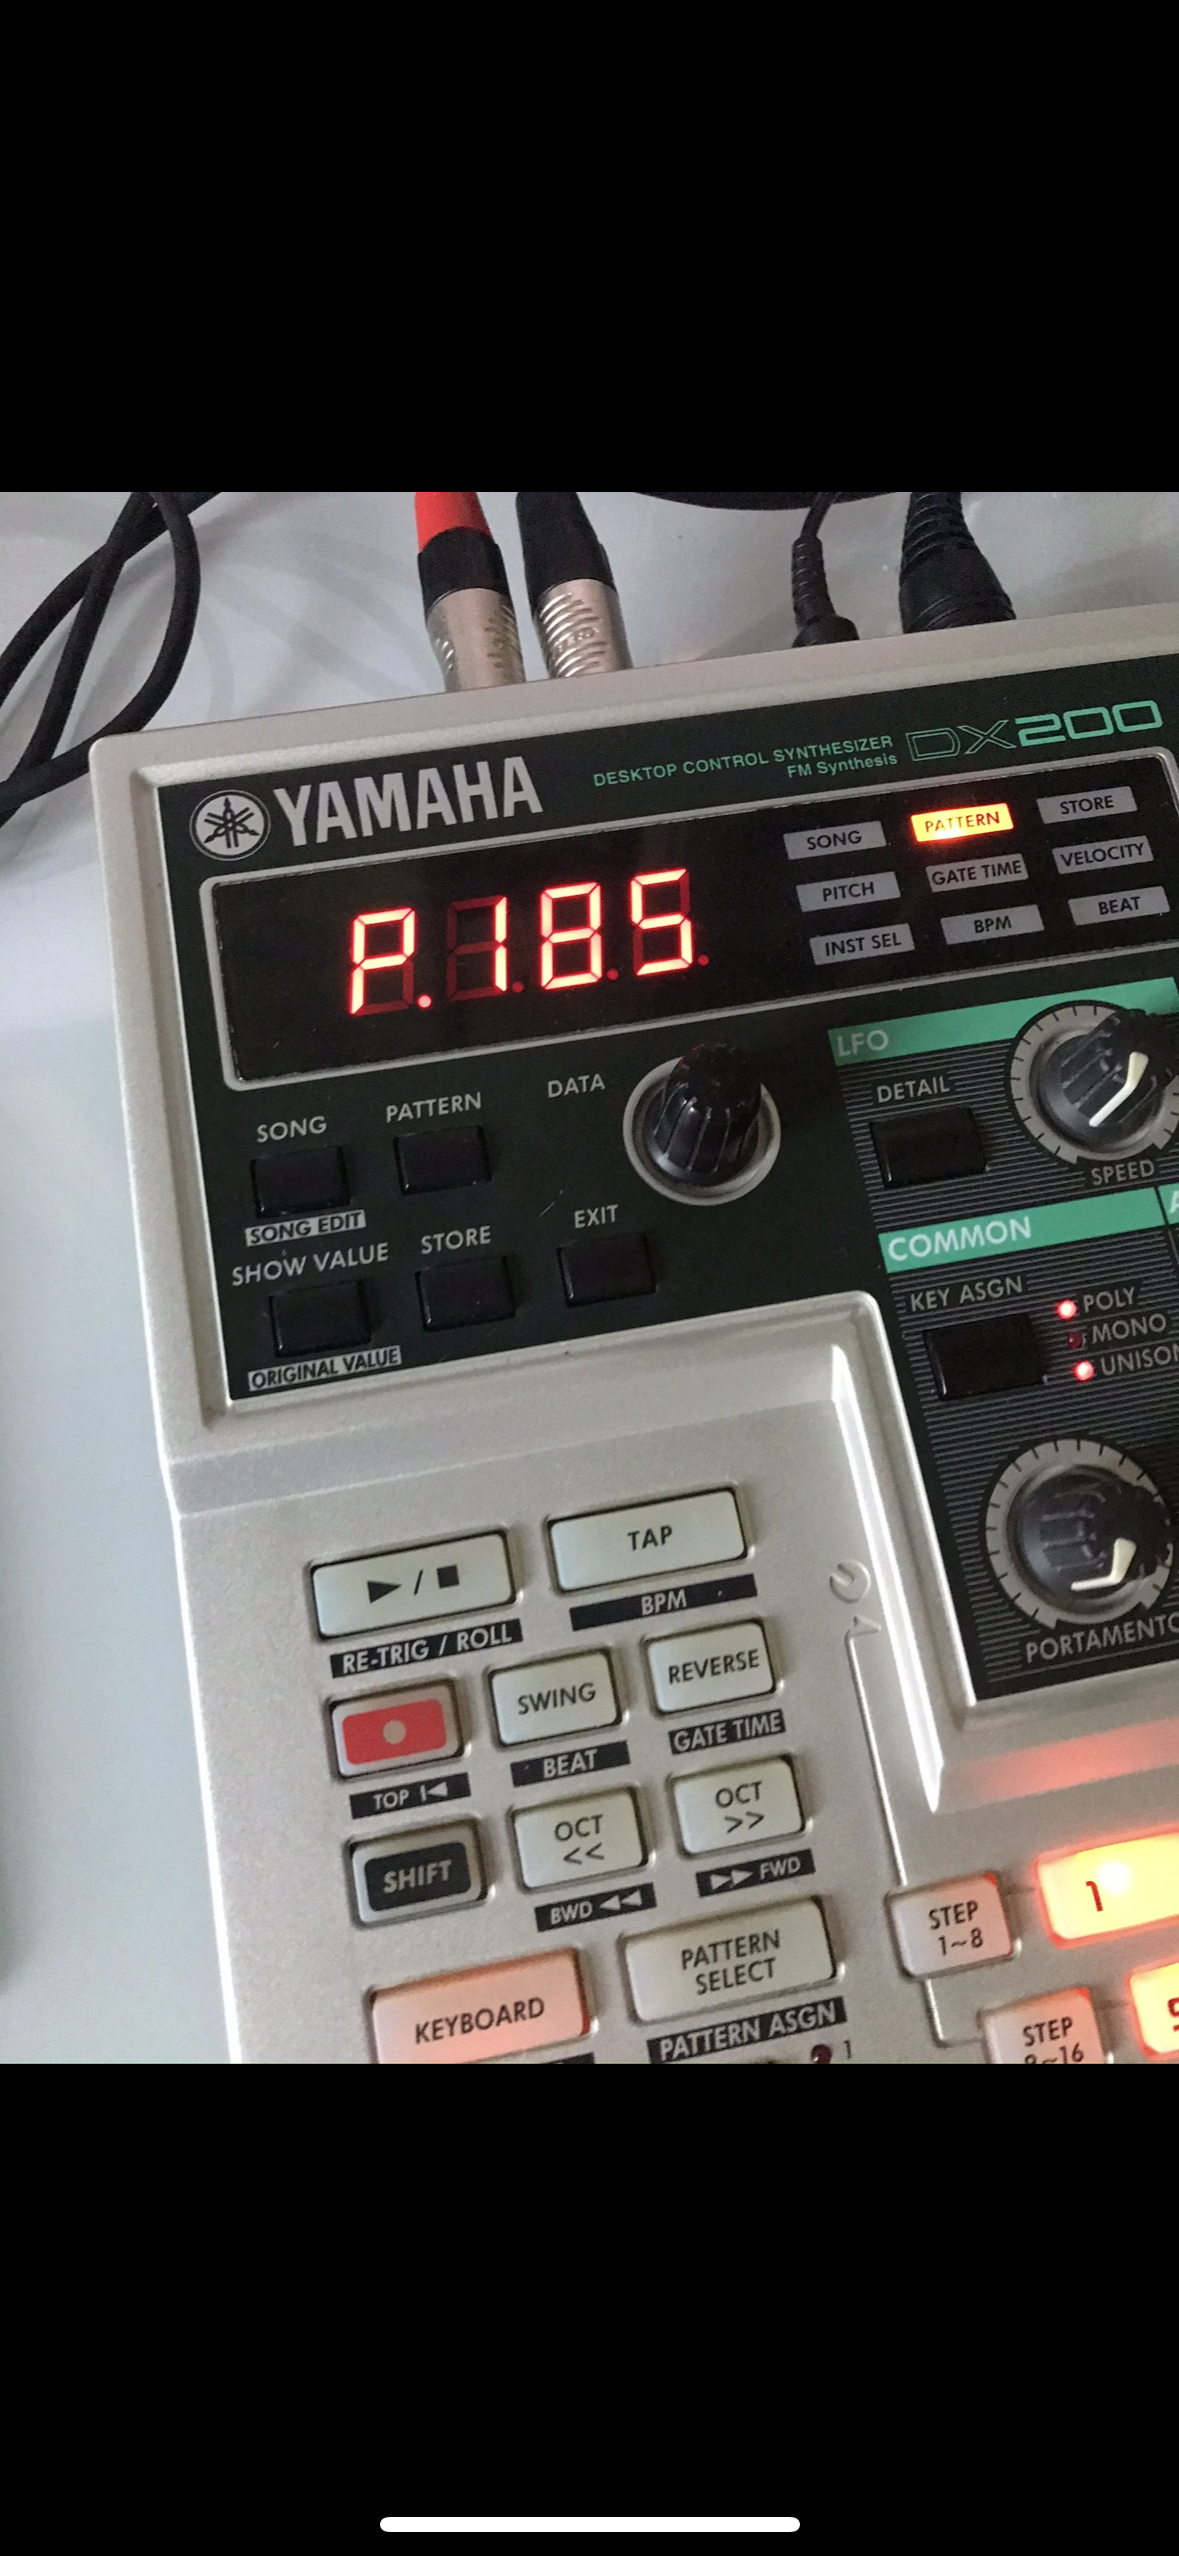 YAMAHA
DESKTOP CONTROL SYNTHESIZER
FM Synthesis
DX200
P.185
SONG
PATTERN
STORE
PITCH
GATE TIME
VELOCITY
INST SEL
BPM
BEAT
SONG
PATTERN
DATA
SONG EDIT
SHOW VALUE
STORE
EXIT
ORIGINAL VALUE
LFO
DETAIL
SPEED
COMMON
KEY ASGN
POLY
MONO
PORTAMENTO
/
TAP
RE-TRIG / ROLL
BPM
SWING
REVERSE
TOP
BEAT
GATE TIME
SHIFT
OCT
<<
OCT
>>
BWD
FWD
KEYBOARD
PATTERN
SELECT
PATTERN ASGN
1
STEP
1~8
1
STEP